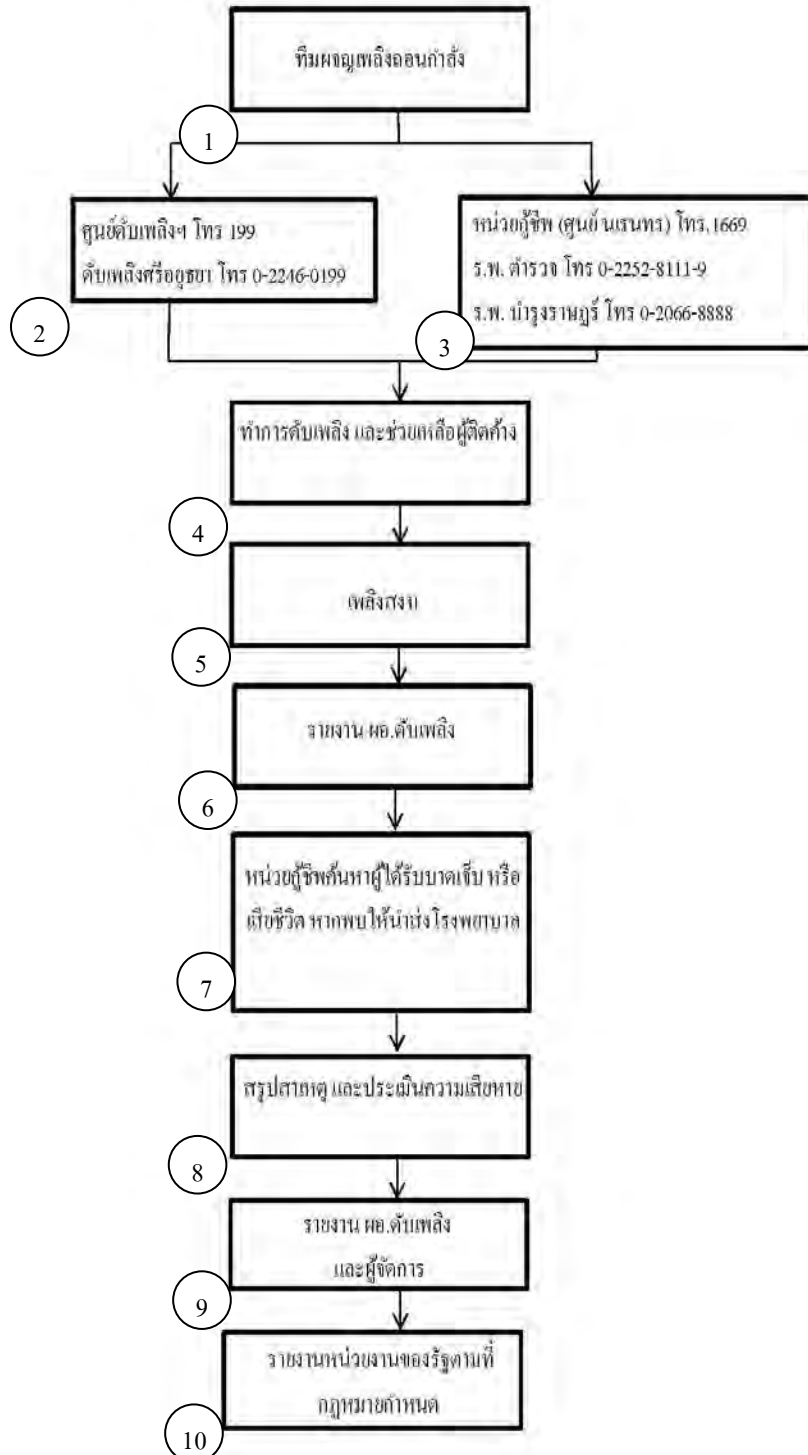 ทีมผจญเพลิงถอนกำลัง
1
ศูนย์ดับเพลิงฯ โทร 199
ดับเพลิงศรีอยุธยา โทร 0-2246-0199
2
หน่วยกู้ชีพ (ศูนย์ นเรนทร) โทร. 1669
ร.พ. ตำรวจ โทร 0-2252-8111-9
ร.พ. บำรุงราษฎร์ โทร 0-2066-8888
3
ทำการดับเพลิง และช่วยเหลือผู้ติดค้าง
4
เพลิงสงบ
5
รายงาน ผอ.ดับเพลิง
6
หน่วยกู้ชีพค้นหาผู้ได้รับบาดเจ็บ หรือ
เสียชีวิต หากพบให้นำส่งโรงพยาบาล
7
สรุปสาเหตุ และประเมินความเสียหาย
8
รายงาน ผอ.ดับเพลิง
และผู้จัดการ
9
รายงานหน่วยงานของรัฐตามที่
กฎหมายกำหนด
10